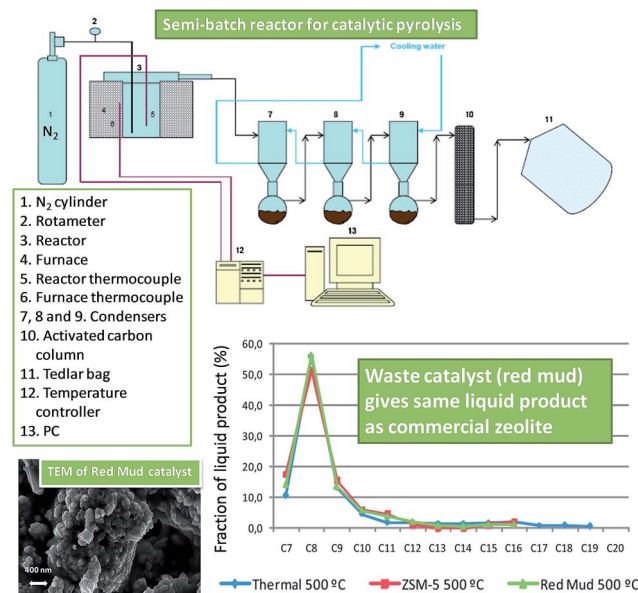 Semi-batch reactor for catalytic pyrolysis
2
Cooling water
3
1
N2
4
6
5
7
8
9
10
11
12
13
1. N2 cylinder
2. Rotameter
3. Reactor
4. Furnace
5. Reactor thermocouple
6. Furnace thermocouple
7, 8 and 9. Condensers
10. Activated carbon
column
11. Tedlar bag
12. Temperature
controller
13. PC
TEM of Red Mud catalyst
400 nm
Fraction of liquid product (%)
60,0
50,0
40,0
30,0
20,0
10,0
0,0
Waste catalyst (red mud)
gives same liquid product
as commercial zeolite
C7 C8 C9 C10 C11 C12 C13 C14 C15 C16 C17 C18 C19 C20
Thermal 500 ºC ZSM-5 500 ºC Red Mud 500 ºC